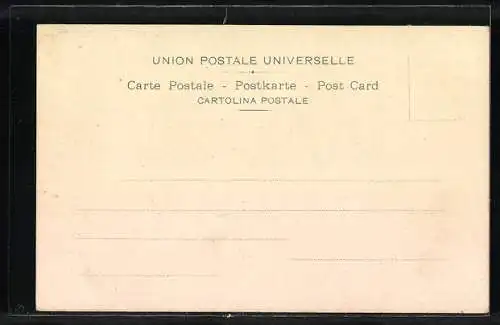 UNION POSTALE UNIVERSELLE
Carte Postale - Postkarte - Post Card
CARTOLINA POSTALE